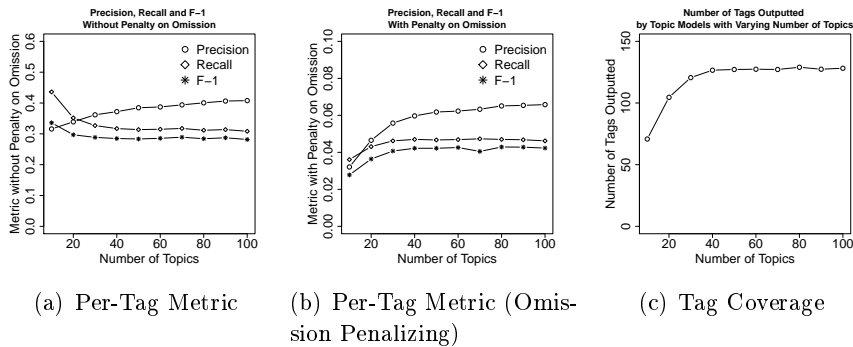 Precision, Recall and F−1
Without Penalty on Omission
Metric without Penalty on Omission
0.0 0.1 0.2 0.3 0.4 0.5 0.6
Precision
Recall
F−1
20 40 60 80 100
Number of Topics
(a) Per-Tag Metric
Precision, Recall and F−1
With Penalty on Omission
Metric with Penalty on Omission
0.00 0.02 0.04 0.06 0.08 0.10
Precision
Recall
F−1
20 40 60 80 100
Number of Topics
(b) Per-Tag Metric (Omis-
sion Penalizing)
Number of Tags Outputted
by Topic Models with Varying Number of Topics
Number of Tags Outputted
0 50 100 150
20 40 60 80 100
Number of Topics
(c) Tag Coverage